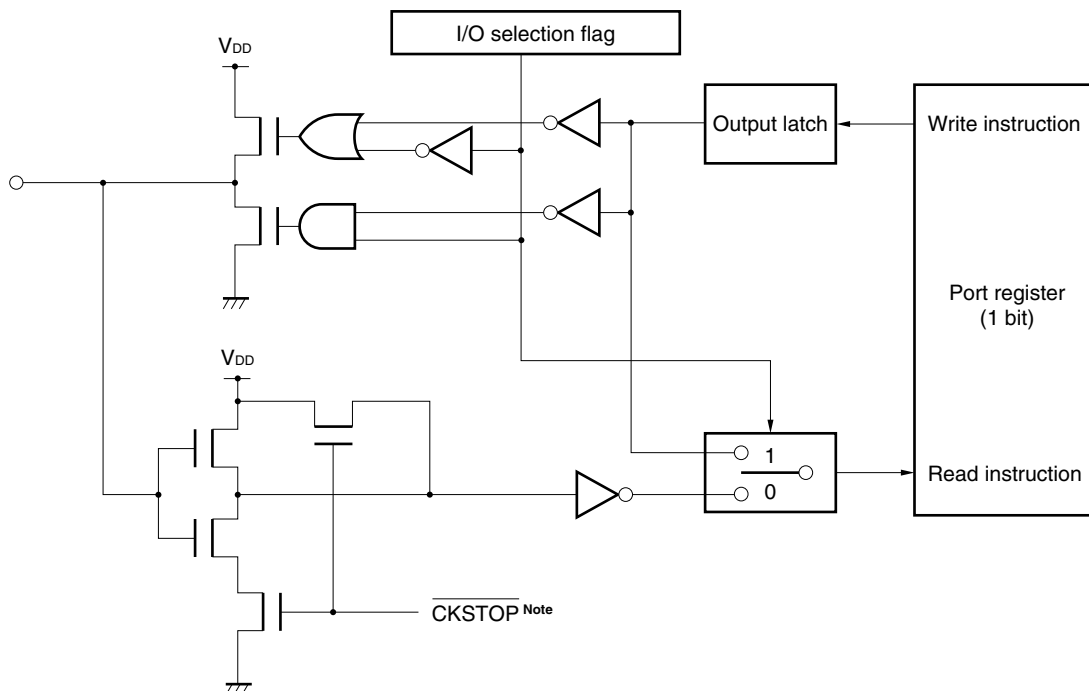 I/O selection flag
VDD
Output latch
Write instruction
Port register
(1 bit)
VDD
1
0
Read instruction
CKSTOP Note